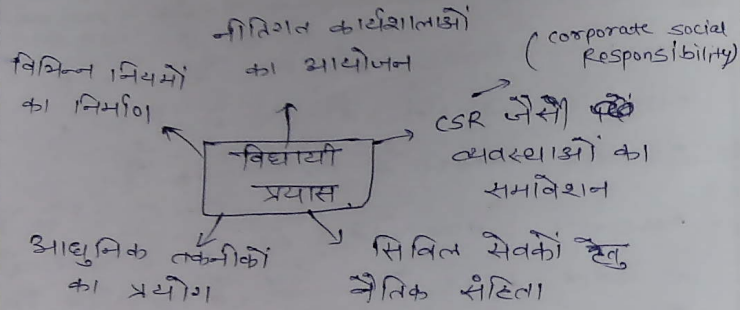 नीतिगत कार्यशालाओं
का आयोजन
(corporate social
Responsibility)
विभिन्न नियमों
का निर्माण
CSR जैसी
व्यवस्थाओं का
समावेशन
विधायी
प्रयास
आधुनिक तकनीकों
का प्रयोग
सिविल सेवकों हेतु
नैतिक संहिता